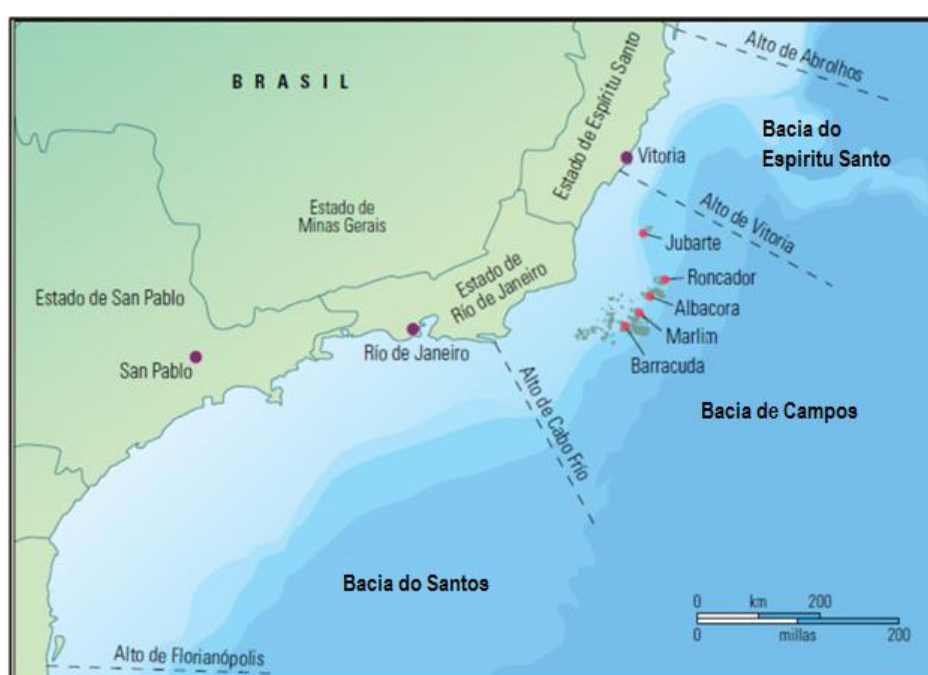 Alto de Abrolhos
BRASIL
Estado de Espíritu Santo
Bacia do
Espiritu Santo
Vitoria
Alto de Vitoria
Estado de
Minas Gerais
Jubarte
Estado de
Río de Janeiro
Roncador
Estado de San Pablo
Albacora
Marlim
Río de Janeiro
San Pablo
Barracuda
Alto de Cabo Frío
Bacia de Campos
Bacia do Santos
0 km 200
0 millas 200
Alto de Florianópolis